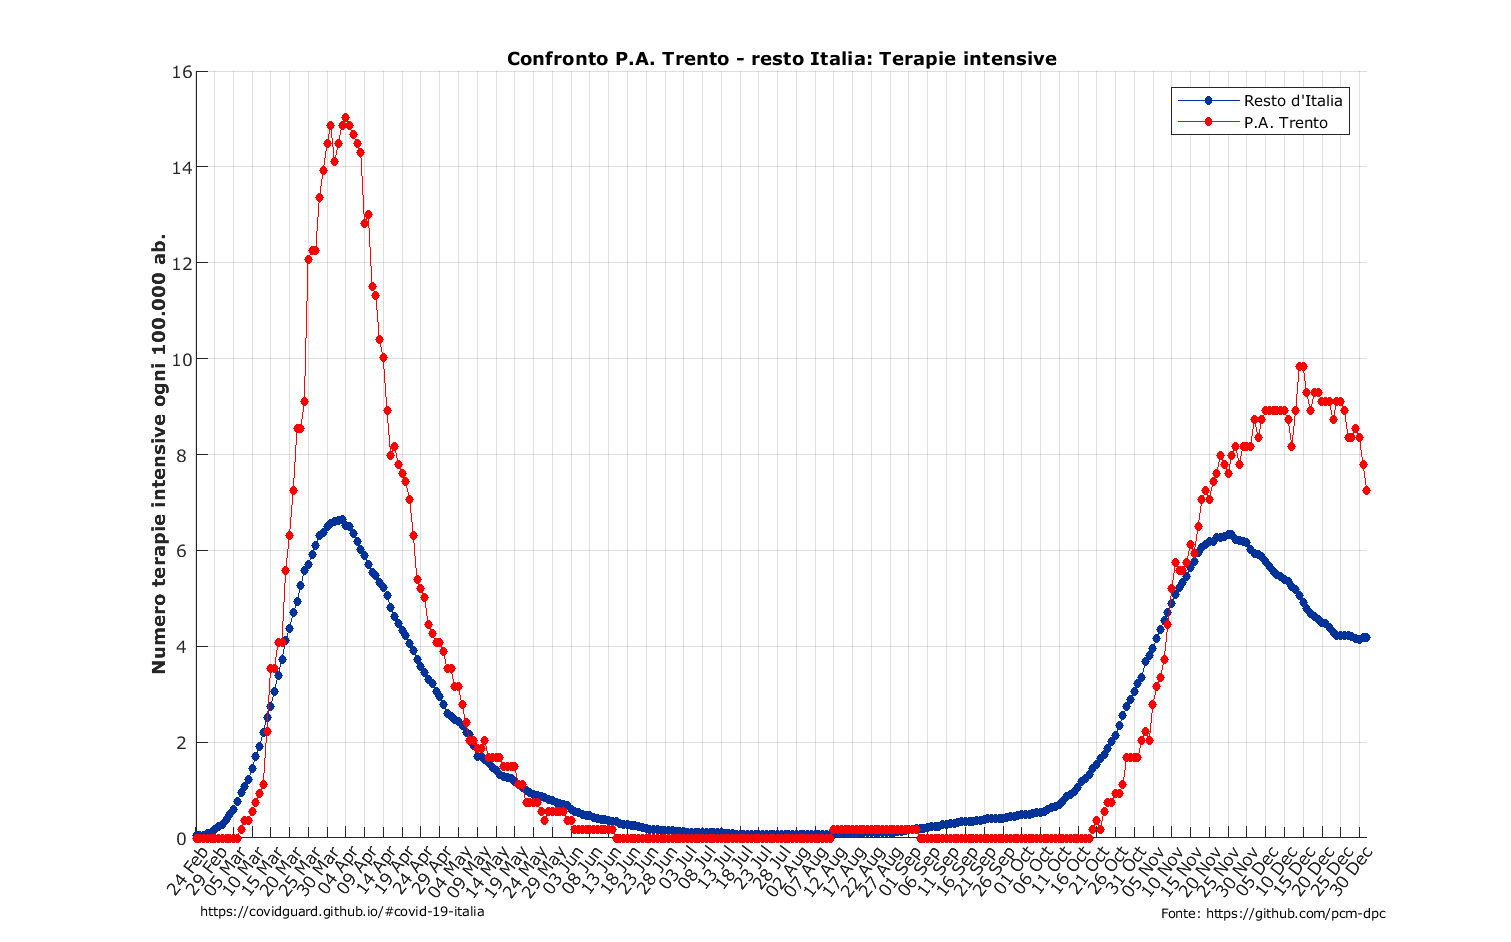 Confronto P.A. Trento - resto Italia: Terapie intensive
Resto d'Italia
P.A. Trento
Numero terapie intensive ogni 100.000 ab.
16
14
12
10
8
6
4
2
0
24 Feb
29 Feb
05 Mar
10 Mar
15 Mar
20 Mar
25 Mar
30 Mar
04 Apr
09 Apr
14 Apr
19 Apr
24 Apr
29 Apr
04 May
09 May
14 May
19 May
24 May
29 May
03 Jun
08 Jun
13 Jun
18 Jun
23 Jun
28 Jun
03 Jul
08 Jul
13 Jul
18 Jul
23 Jul
28 Jul
02 Aug
07 Aug
12 Aug
17 Aug
22 Aug
27 Aug
01 Sep
06 Sep
11 Sep
16 Sep
21 Sep
26 Sep
01 Oct
06 Oct
11 Oct
16 Oct
21 Oct
26 Oct
31 Oct
05 Nov
10 Nov
15 Nov
20 Nov
25 Nov
30 Nov
05 Dec
10 Dec
15 Dec
20 Dec
25 Dec
30 Dec
https://covidguard.github.io/#covid-19-italia
Fonte: https://github.com/pcm-dpc